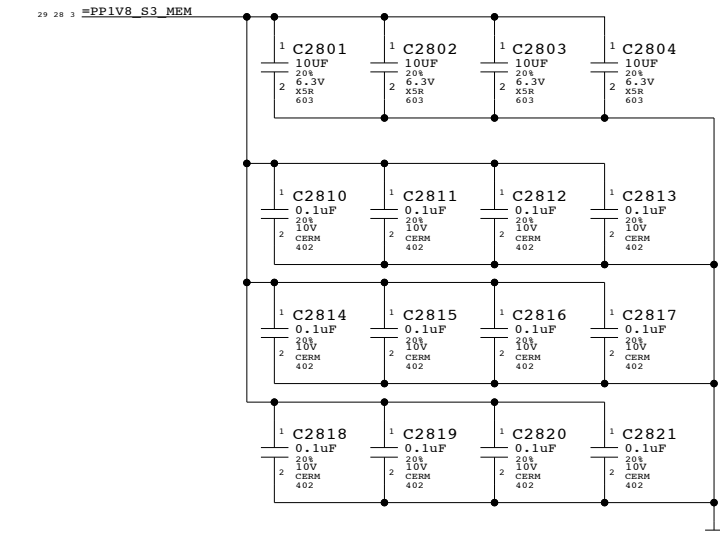 29 28 3 =PP1V8_S3_MEM
1 C2801
10UF
20%
6.3V
2 X5R
603
1 C2802
10UF
20%
6.3V
2 X5R
603
1 C2803
10UF
20%
6.3V
2 X5R
603
1 C2804
10UF
20%
6.3V
2 X5R
603
1 C2810
0.1uF
20%
10V
2 CERM
402
1 C2811
0.1uF
20%
10V
2 CERM
402
1 C2812
0.1uF
20%
10V
2 CERM
402
1 C2813
0.1uF
20%
10V
2 CERM
402
1 C2814
0.1uF
20%
10V
2 CERM
402
1 C2815
0.1uF
20%
10V
2 CERM
402
1 C2816
0.1uF
20%
10V
2 CERM
402
1 C2817
0.1uF
20%
10V
2 CERM
402
1 C2818
0.1uF
20%
10V
2 CERM
402
1 C2819
0.1uF
20%
10V
2 CERM
402
1 C2820
0.1uF
20%
10V
2 CERM
402
1 C2821
0.1uF
20%
10V
2 CERM
402